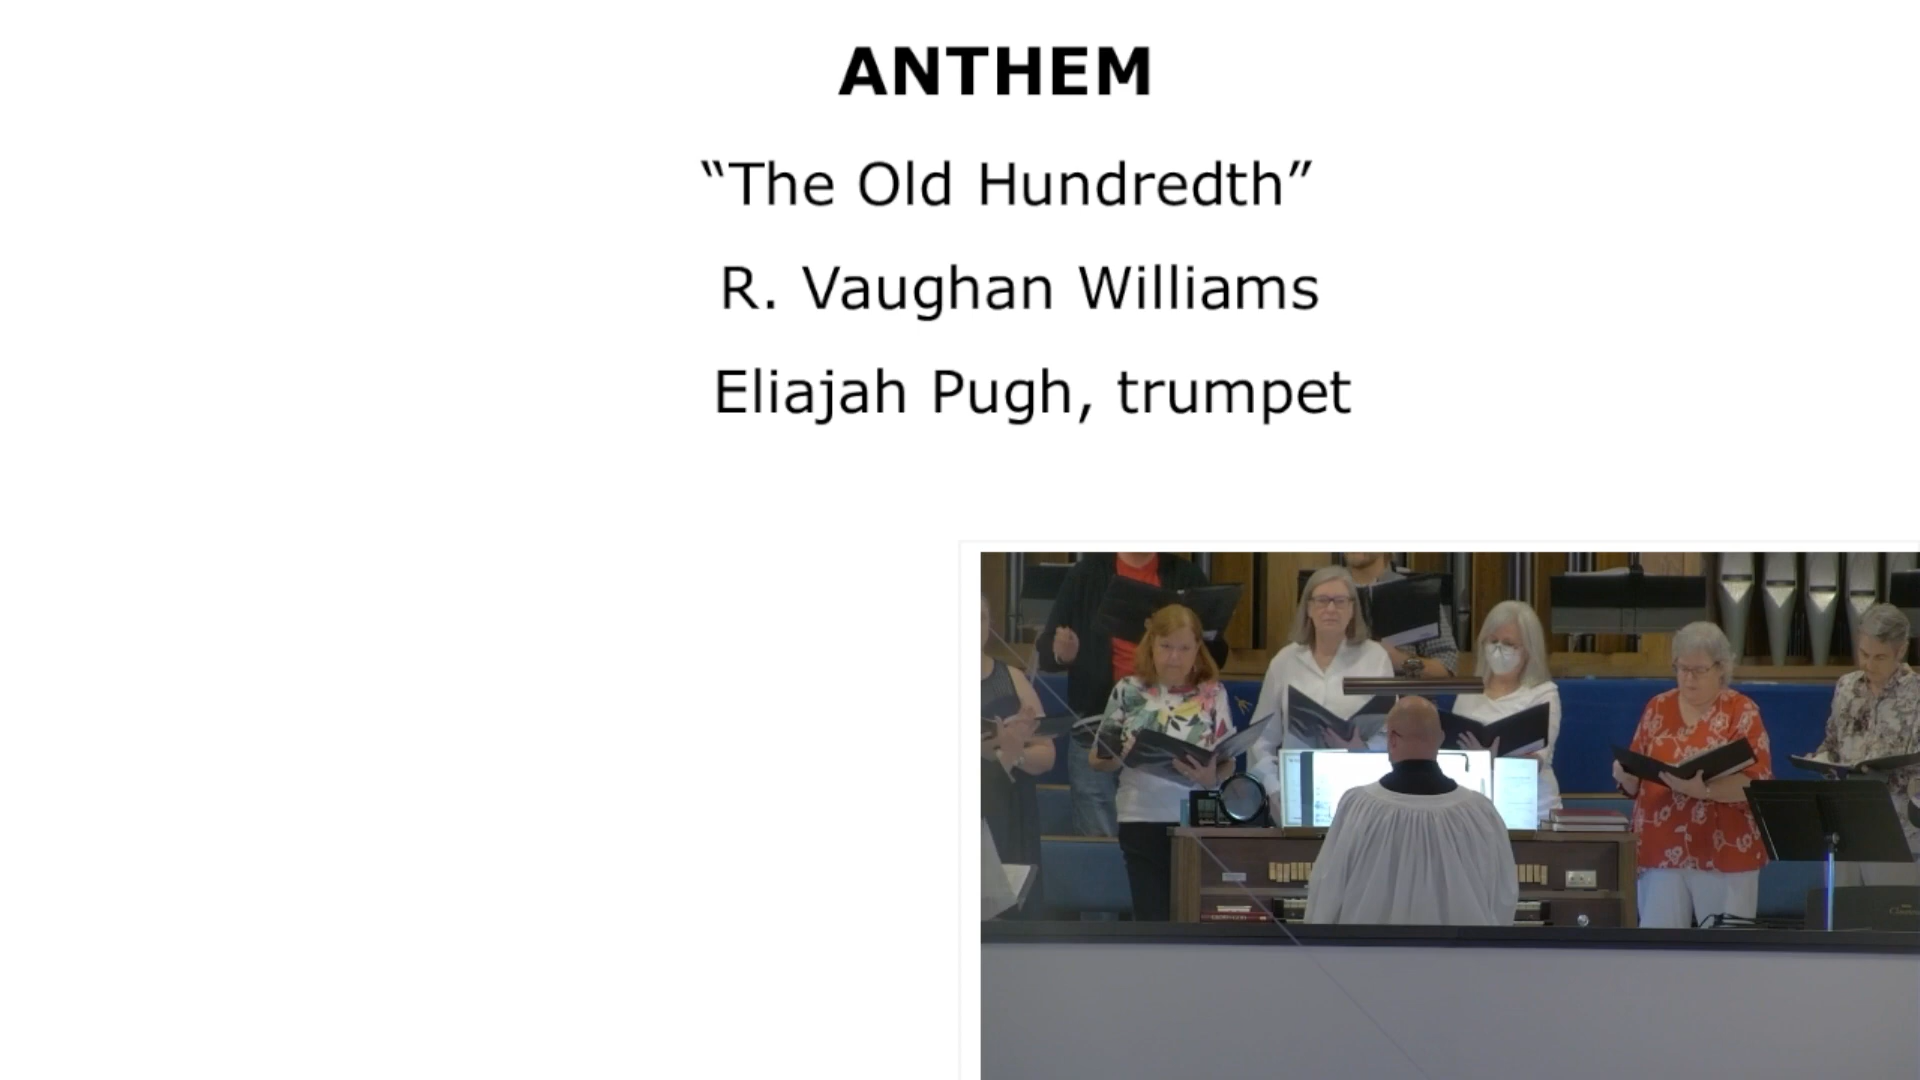 ANTHEM
“The Old Hundredth”
R. Vaughan Williams
Eliajah Pugh, trumpet